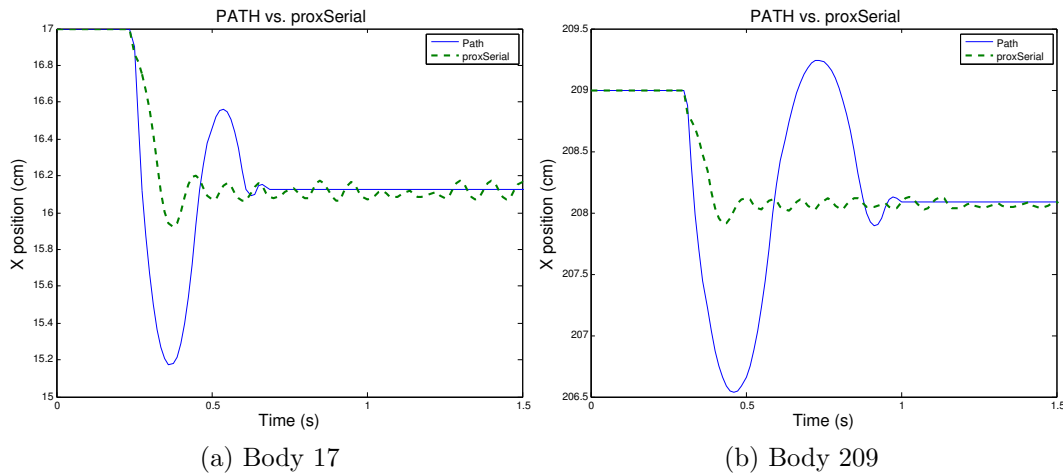 PATH vs. proxSerial
17
16.8
16.6
16.4
16.2
16
15.8
15.6
15.4
15.2
15
0
0.5
1
1.5
X position (cm)
Time (s)
Path
proxSerial
(a) Body 17
PATH vs. proxSerial
209.5
209
208.5
208
207.5
207
206.5
0
0.5
1
1.5
X position (cm)
Time (s)
Path
proxSerial
(b) Body 209